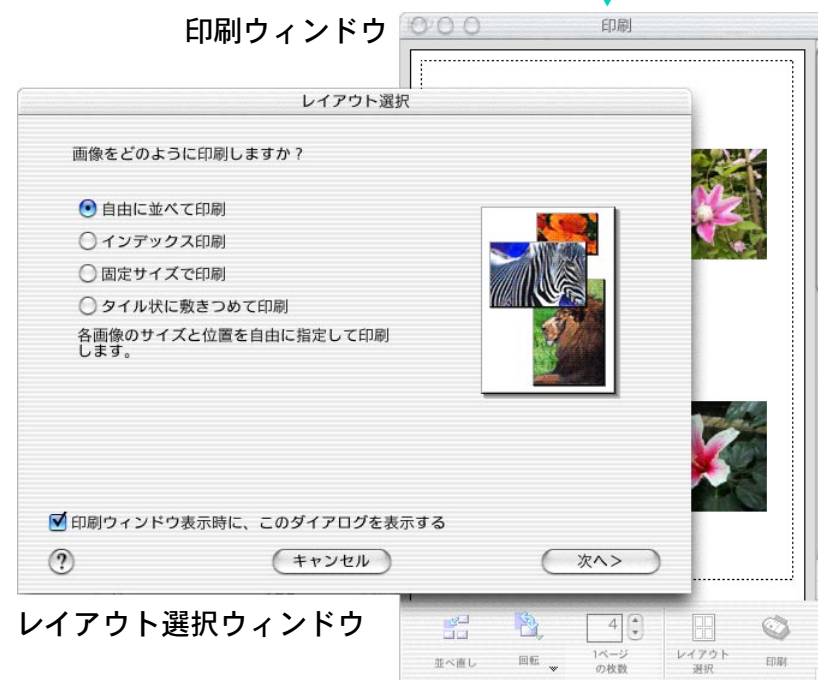 印刷ウィンドウ
印刷
レイアウト選択
画像をどのように印刷しますか？
自由に並べて印刷
インデックス印刷
固定サイズで印刷
タイル状に敷きつめて印刷
各画像のサイズと位置を自由に指定して印刷
します。
印刷ウィンドウ表示時に、このダイアログを表示する
?
キャンセル
次へ＞
レイアウト選択ウィンドウ
4
並べ直し
回転
1ページ
の枚数
レイアウト
選択
印刷